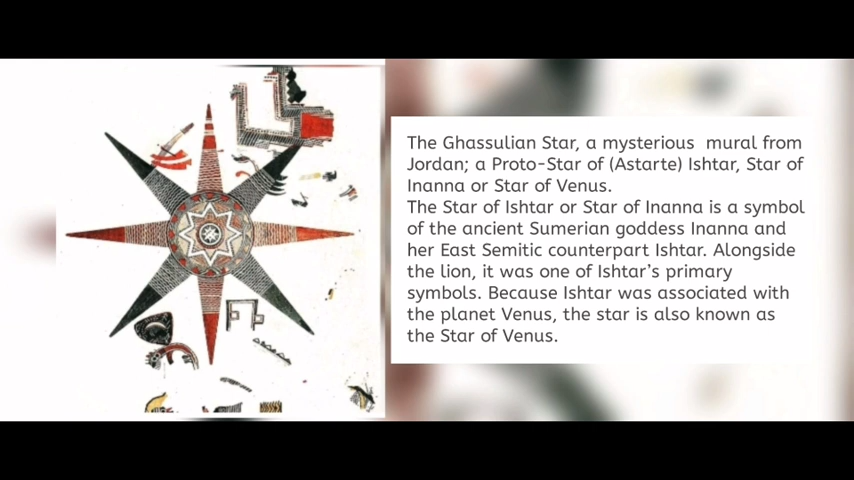 The Ghassulian Star, a mysterious mural from
Jordan; a Proto-Star of (Astarte) Ishtar, Star of
Inanna or Star of Venus.
The Star of Ishtar or Star of Inanna is a symbol
of the ancient Sumerian goddess Inanna and
her East Semitic counterpart Ishtar. Alongside
the lion, it was one of Ishtar's primary
symbols. Because Ishtar was associated with
the planet Venus, the star is also known as
the Star of Venus.